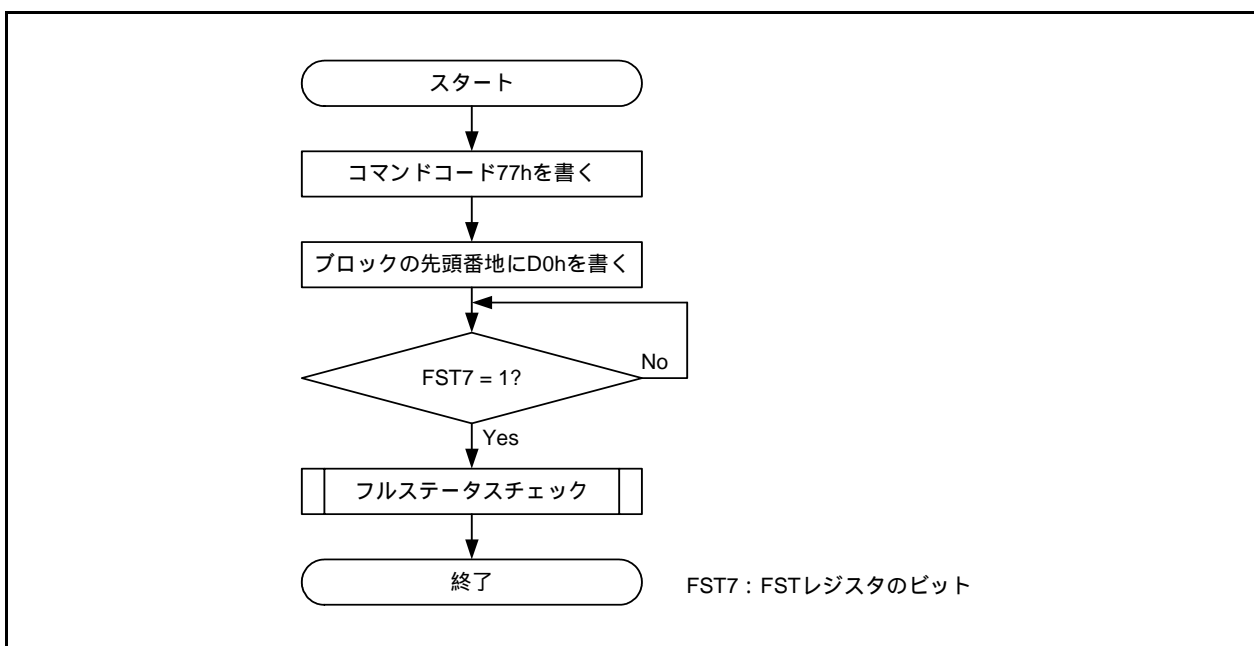 スタート
コマンドコード77hを書く
ブロックの先頭番地にD0hを書く
FST7 = 1?
No
Yes
フルステータスチェック
終了
FST7：FSTレジスタのビット